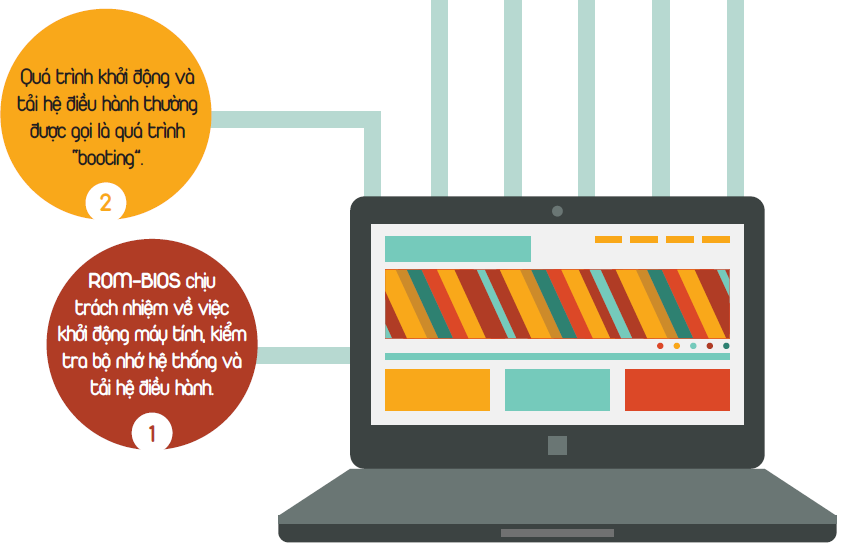 Quá trình khởi động và
tải hệ điều hành thường
được gọi là quá trình
"booting".
2
ROM-BIOS chịu
trách nhiệm về việc
khởi động máy tính, kiểm
tra bộ nhớ hệ thống và
tải hệ điều hành.
1